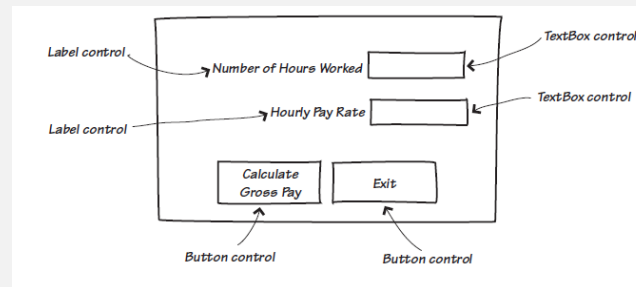 TextBox control
Label control
Number of Hours Worked
TextBox control
Hourly Pay Rate
Label control
Calculate
Gross Pay
Exit
Button control
Button control